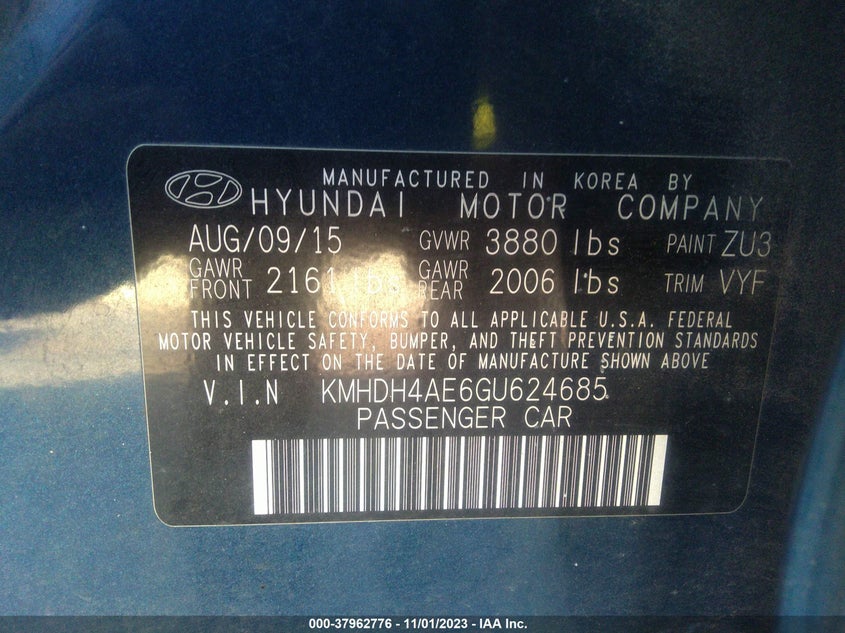 MANUFACTURED IN KOREA BY
HYUNDAI MOTOR COMPANY
AUG/09/15 GVWR 3880 lbs PAINT ZU3
GAWR FRONT 2161 lbs GAWR REAR 2006 lbs TRIM VYF
THIS VEHICLE CONFORMS TO ALL APPLICABLE U.S.A. FEDERAL
MOTOR VEHICLE SAFETY, BUMPER, AND THEFT PREVENTION STANDARDS
IN EFFECT ON THE DATE OF MANUFACTURE SHOWN ABOVE
V.I.N KMHDH4AE6GU624685
PASSENGER CAR
000-37962776 - 11/01/2023 - IAA Inc.